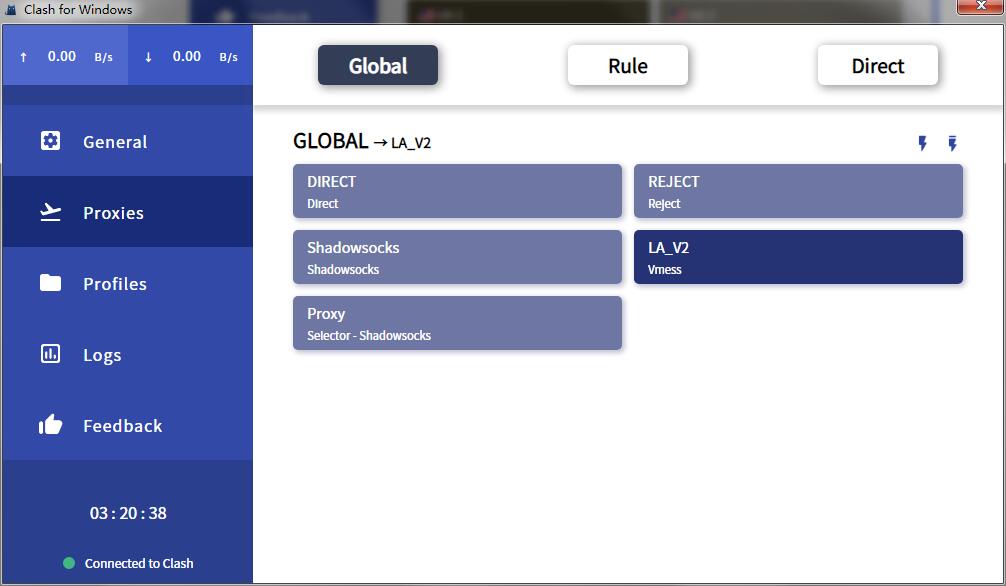 Clash for Windows
↑ 0.00 B/s ↓ 0.00 B/s
Global
Rule
Direct
General
Proxies
Profiles
Logs
Feedback
03 : 20 : 38
Connected to Clash
GLOBAL → LA_V2
DIRECT
Direct
REJECT
Reject
Shadowsocks
Shadowsocks
LA_V2
Vmess
Proxy
Selector - Shadowsocks